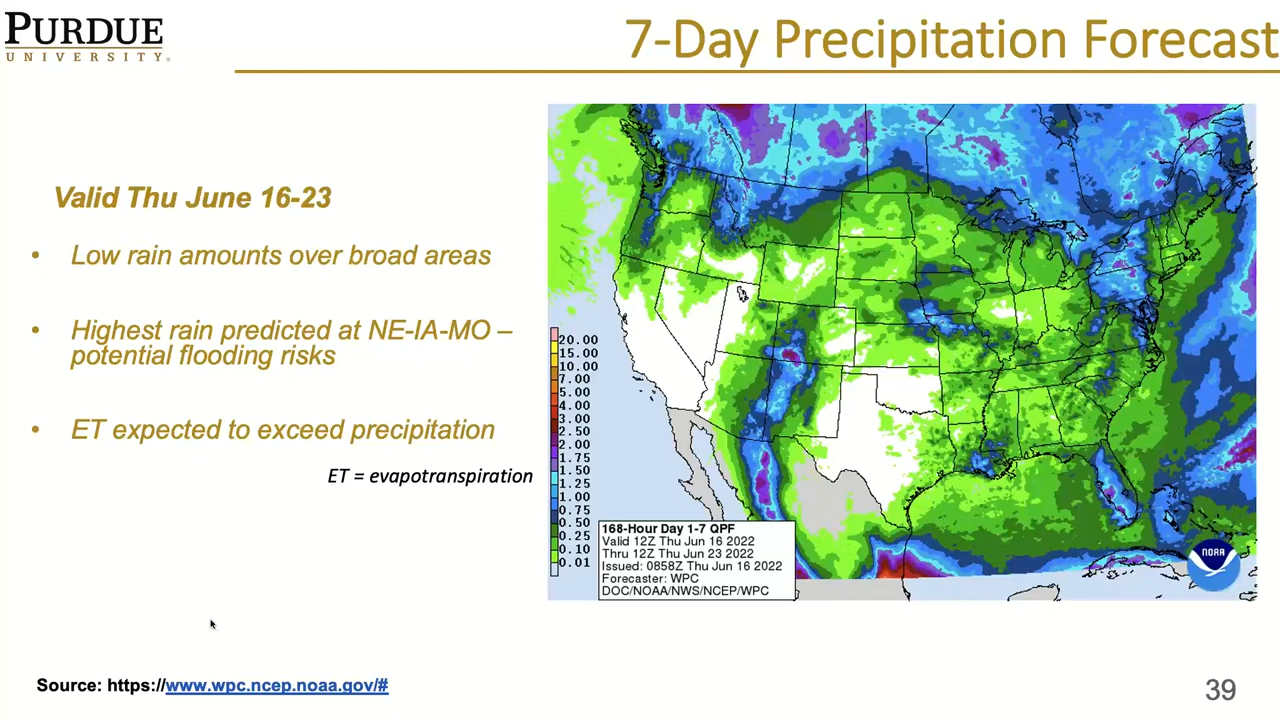 PURDUE
UNIVERSITY®
7-Day Precipitation Forecast
Valid Thu June 16-23
• Low rain amounts over broad areas
• Highest rain predicted at NE-IA-MO –
potential flooding risks
• ET expected to exceed precipitation
ET = evapotranspiration
20.00
15.00
10.00
7.00
5.00
4.00
3.00
2.50
2.00
1.75
1.50
1.25
1.00
0.75
0.50
0.25
0.10
0.01
168-Hour Day 1-7 QPF
Valid 12Z Thu Jun 16 2022
Thru 12Z Thu Jun 23 2022
Issued: 0858Z Thu Jun 16 2022
Forecaster: WPC
DOC/NOAA/NWS/NCEP/WPC
NOAA
Source: https://www.wpc.ncep.noaa.gov/#
39